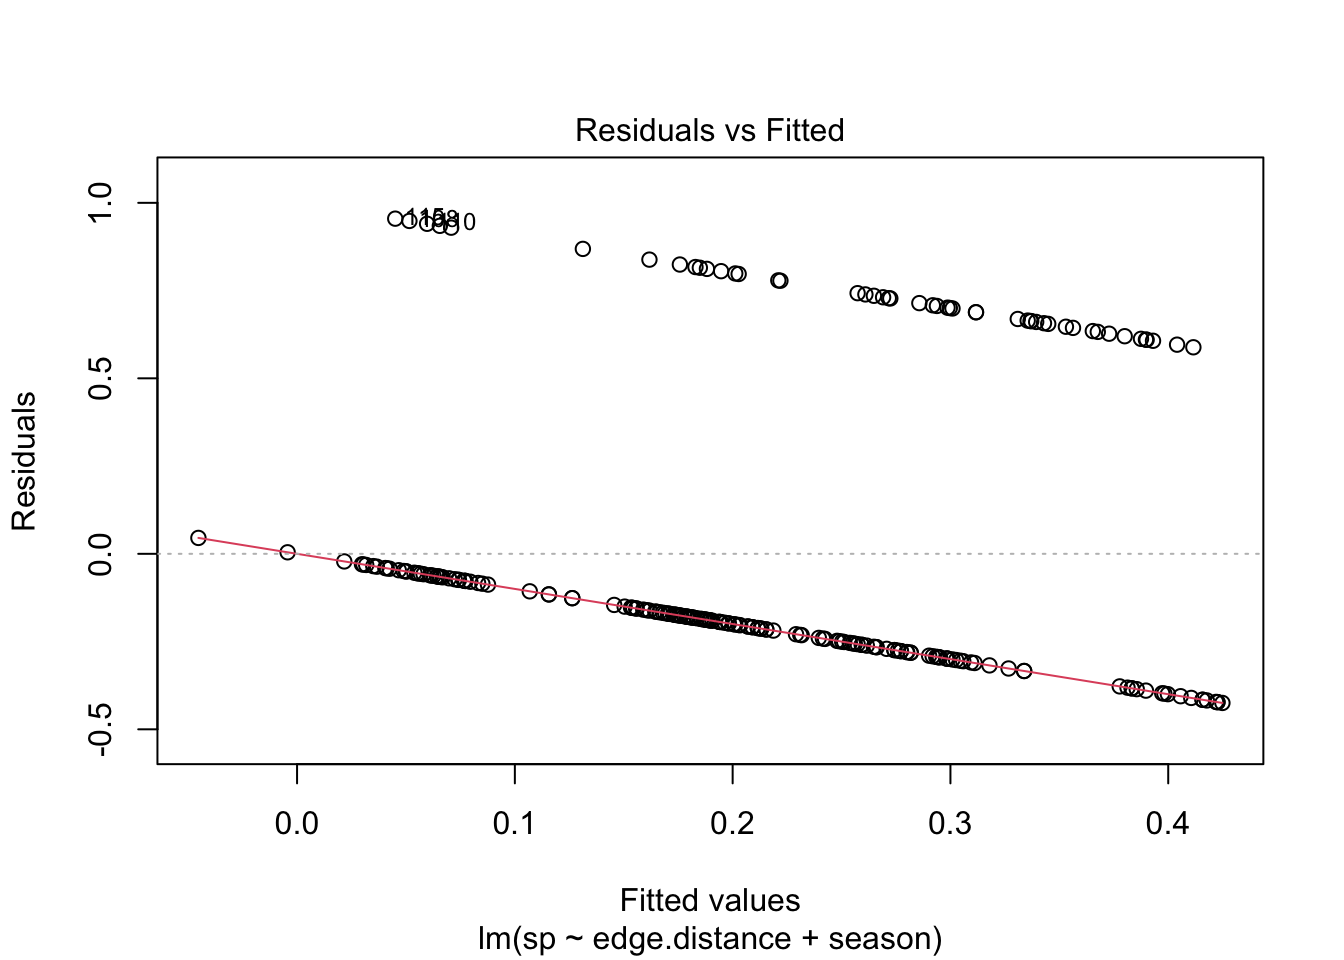 Residuals vs Fitted
Residuals
1.0
0.5
0.0
-0.5
0.0
0.1
0.2
0.3
0.4
Fitted values
lm(sp ~ edge.distance + season)